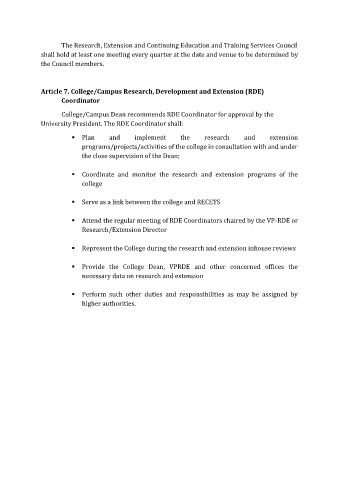 The Research, Extension and Continuing Education and Training Services Council
shall hold at least one meeting every quarter at the date and venue to be determined by
the Council members.
Article 7. College/Campus Research, Development and Extension (RDE)
Coordinator
College/Campus Dean recommends RDE Coordinator for approval by the
University President. The RDE Coordinator shall:
▪ Plan and implement the research and extension
programs/projects/activities of the college in consultation with and under
the close supervision of the Dean;
▪ Coordinate and monitor the research and extension programs of the
college
▪ Serve as a link between the college and RECETS
▪ Attend the regular meeting of RDE Coordinators chaired by the VP-RDE or
Research/Extension Director
▪ Represent the College during the research and extension inhouse reviews
▪ Provide the College Dean, VPRDE and other concerned offices the
necessary data on research and extension
▪ Perform such other duties and responsibilities as may be assigned by
higher authorities.